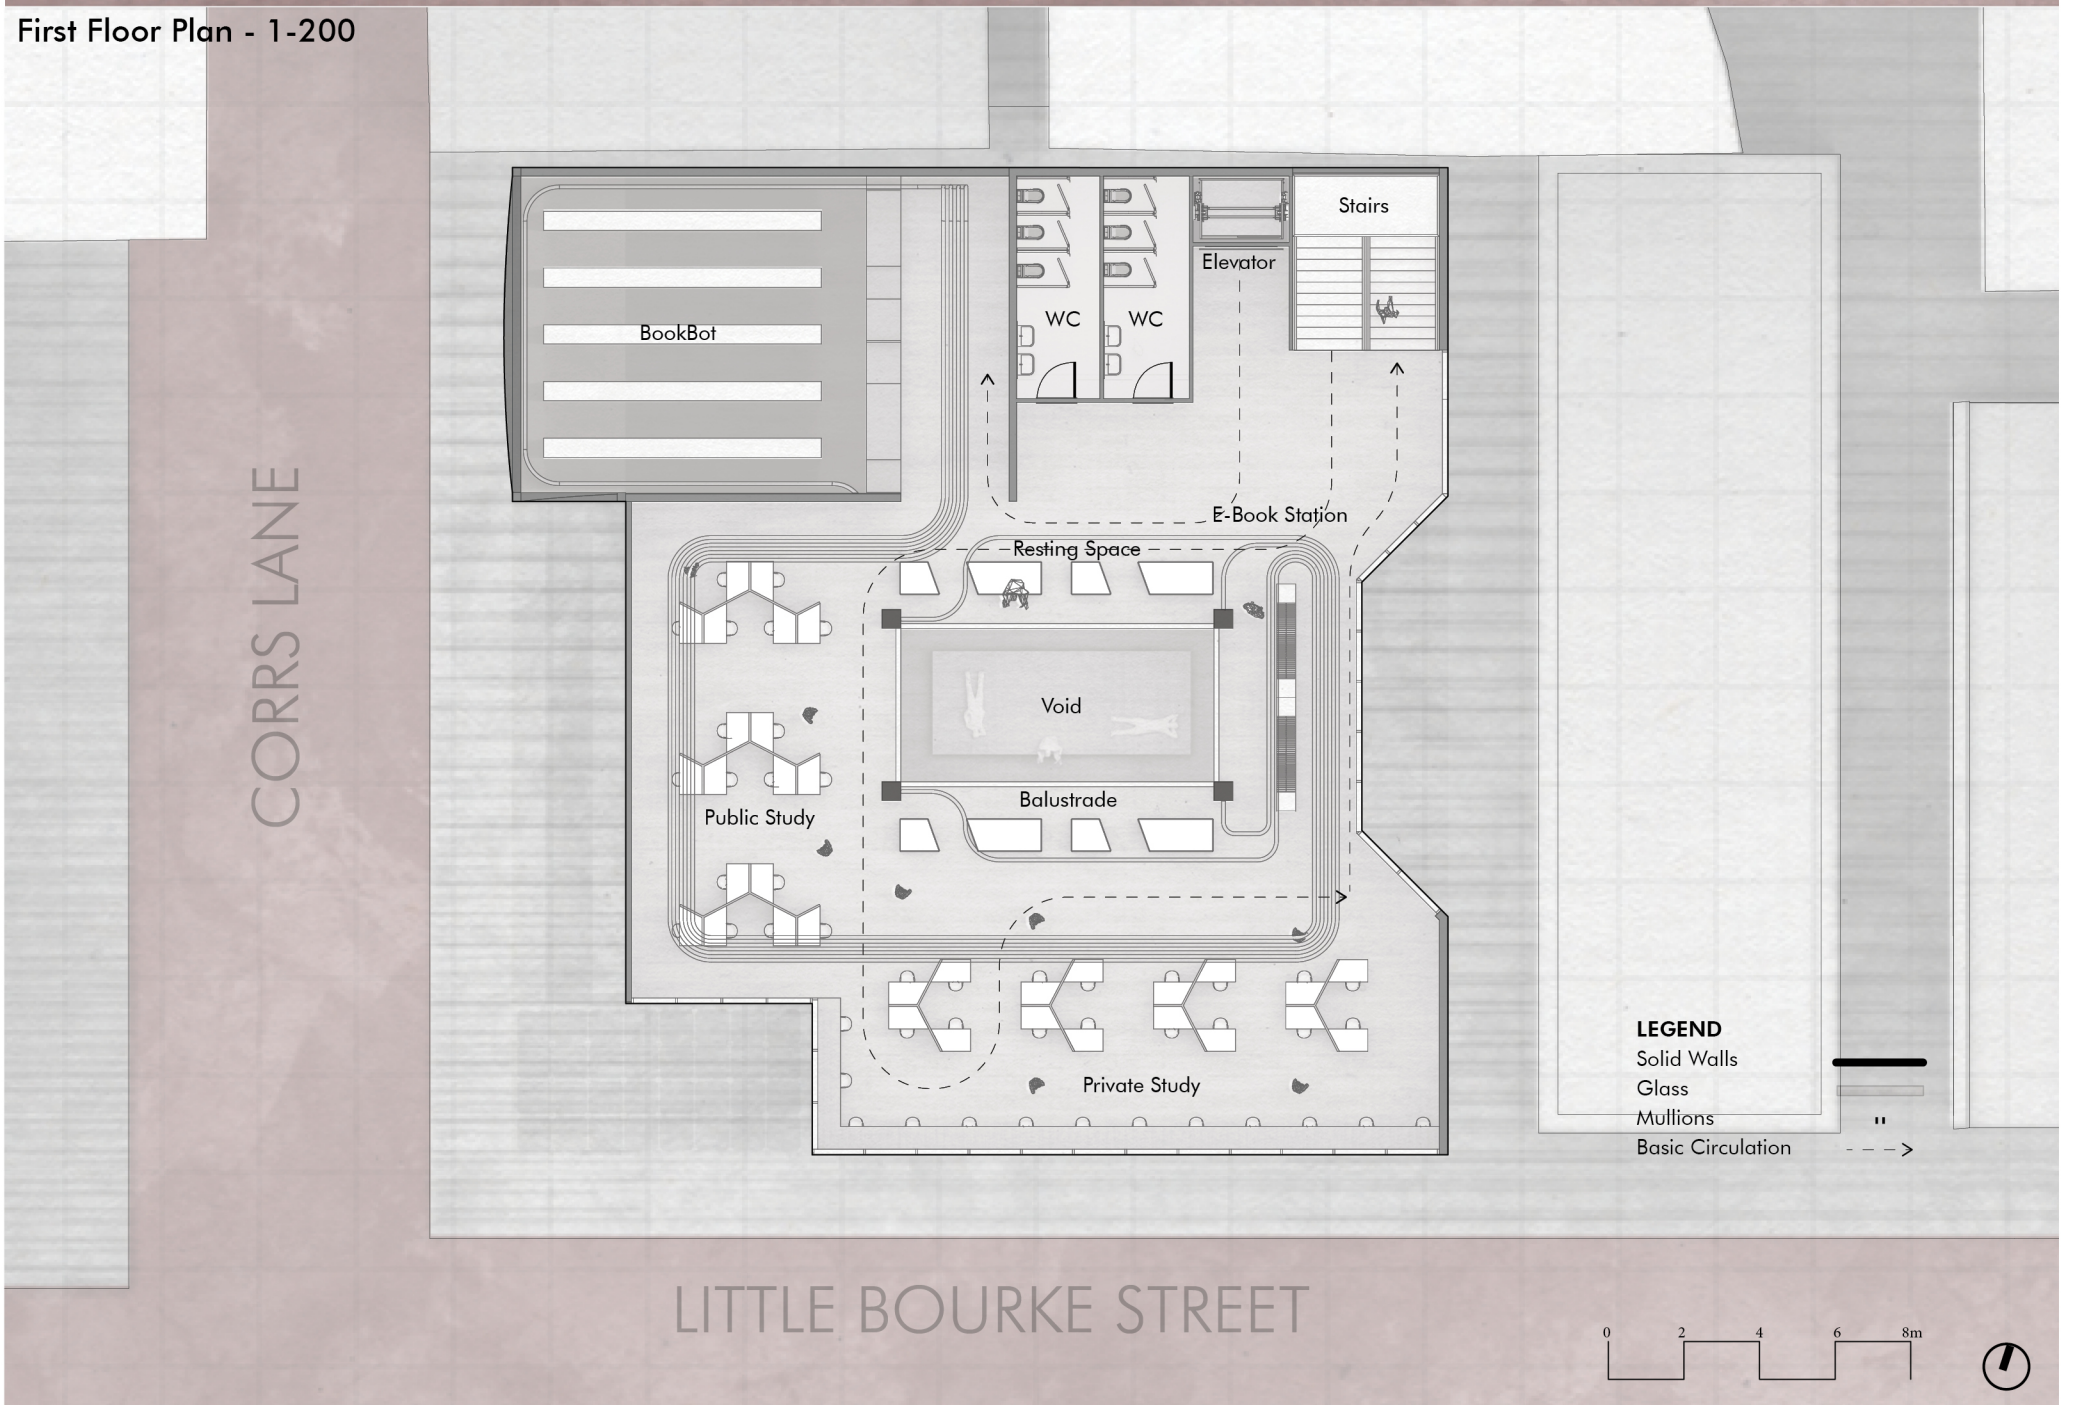 First Floor Plan - 1-200
Stairs
Elevator
WC
WC
BookBot
E-Book Station
Resting Space
CORRS LANE
Void
Balustrade
Public Study
Private Study
LEGEND
Solid Walls
Glass
Mullions
Basic Circulation
LITTLE BOURKE STREET
0 2 4 6 8m